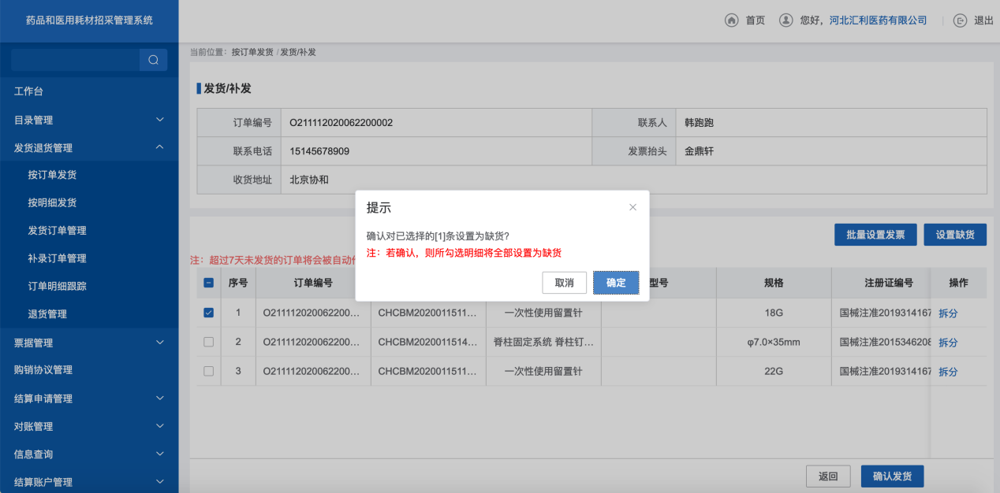 药品和医用耗材招采管理系统
首页 您好，河北汇利医药有限公司 退出
当前位置：按订单发货 / 发货/补发
工作台
目录管理
发货退货管理
按订单发货
按明细发货
发货订单管理
补录订单管理
订单明细跟踪
退货管理
票据管理
购销协议管理
结算申请管理
对账管理
信息查询
结算账户管理
发货/补发
订单编号 O211112020062200002 联系人 韩跑跑
联系电话 15145678909 发票抬头 金鼎轩
收货地址 北京协和
批量设置发票 设置缺货
注：超过7天未发货的订单将会被自动
提示
确认对已选择的[1]条设置为缺货?
注：若确认，则所勾选明细将全部设置为缺货
取消 确定
序号 订单编号 型号 规格 注册证编号 操作
1 O211112020062200... CHCBM2020011511... 一次性使用留置针 18G 国械注准2019314167 拆分
2 O211112020062200... CHCBM2020011514... 脊柱固定系统 脊柱钉... φ7.0×35mm 国械注准2015346208 拆分
3 O211112020062200... CHCBM2020011511... 一次性使用留置针 22G 国械注准2019314167 拆分
返回 确认发货